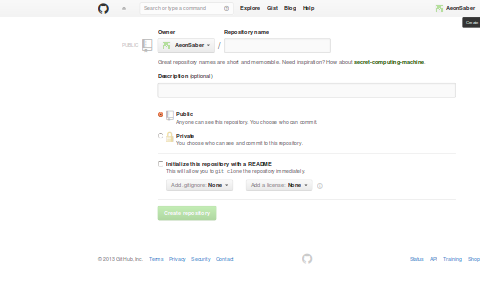 Search or type a command Explore Gist Blog Help AeonSaber
Create
Owner Repository name
PUBLIC AeonSaber /
Great repository names are short and memorable. Need inspiration? How about secret-computing-machine.
Description (optional)
Public
Anyone can see this repository. You choose who can commit.
Private
You choose who can see and commit to this repository.
Initialize this repository with a README
This will allow you to git clone the repository immediately.
Add .gitignore: None Add a license: None
Create repository
© 2013 GitHub, Inc. Terms Privacy Security Contact Status API Training Shop